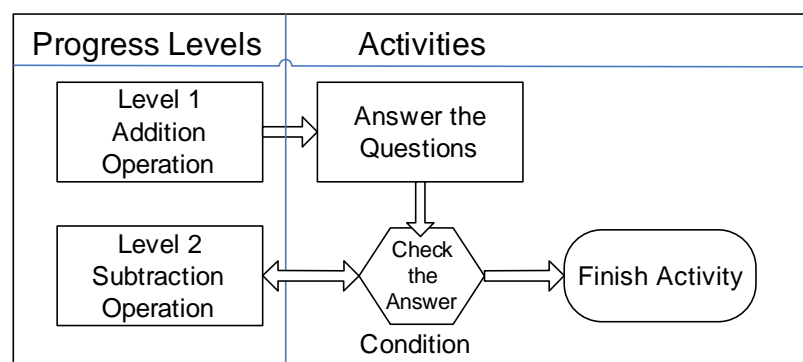 Progress Levels
Activities
Level 1
Addition
Operation
Answer the
Questions
Level 2
Subtraction
Operation
Check
the
Answer
Finish Activity
Condition